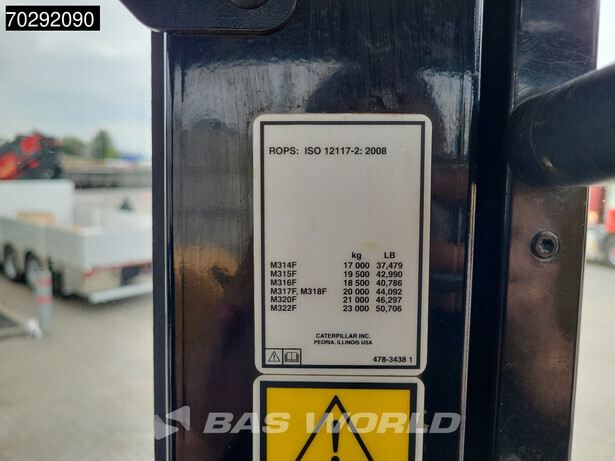 70292090
ROPS: ISO 12117-2: 2008
kg LB
M314F 17 000 37,479
M315F 19 500 42,990
M316F 18 500 40,786
M317F, M318F 20 000 44,092
M320F 21 000 46,297
M322F 23 000 50,706
CATERPILLAR INC.
PEORIA, ILLINOIS USA
478-3438 1
BAS WORLD